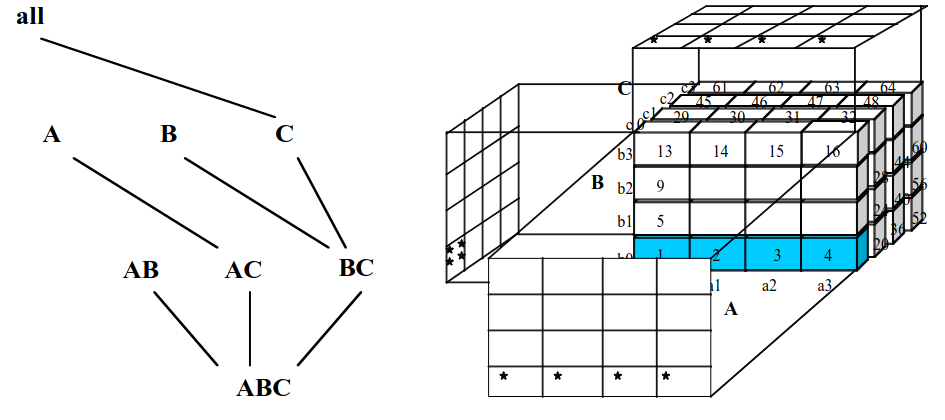 all
A B C
AB AC BC
ABC
C
c3 61 62 63 64
c2 45 46 47 48
c1 29 30 31 32
c 0
b3 13 14 15 16 60
44
B b2 9 28 56
40
b1 5 24 52
36
b0 1 2 3 4 20
a1 a2 a3
A
* * * *
* * * *
* * * *